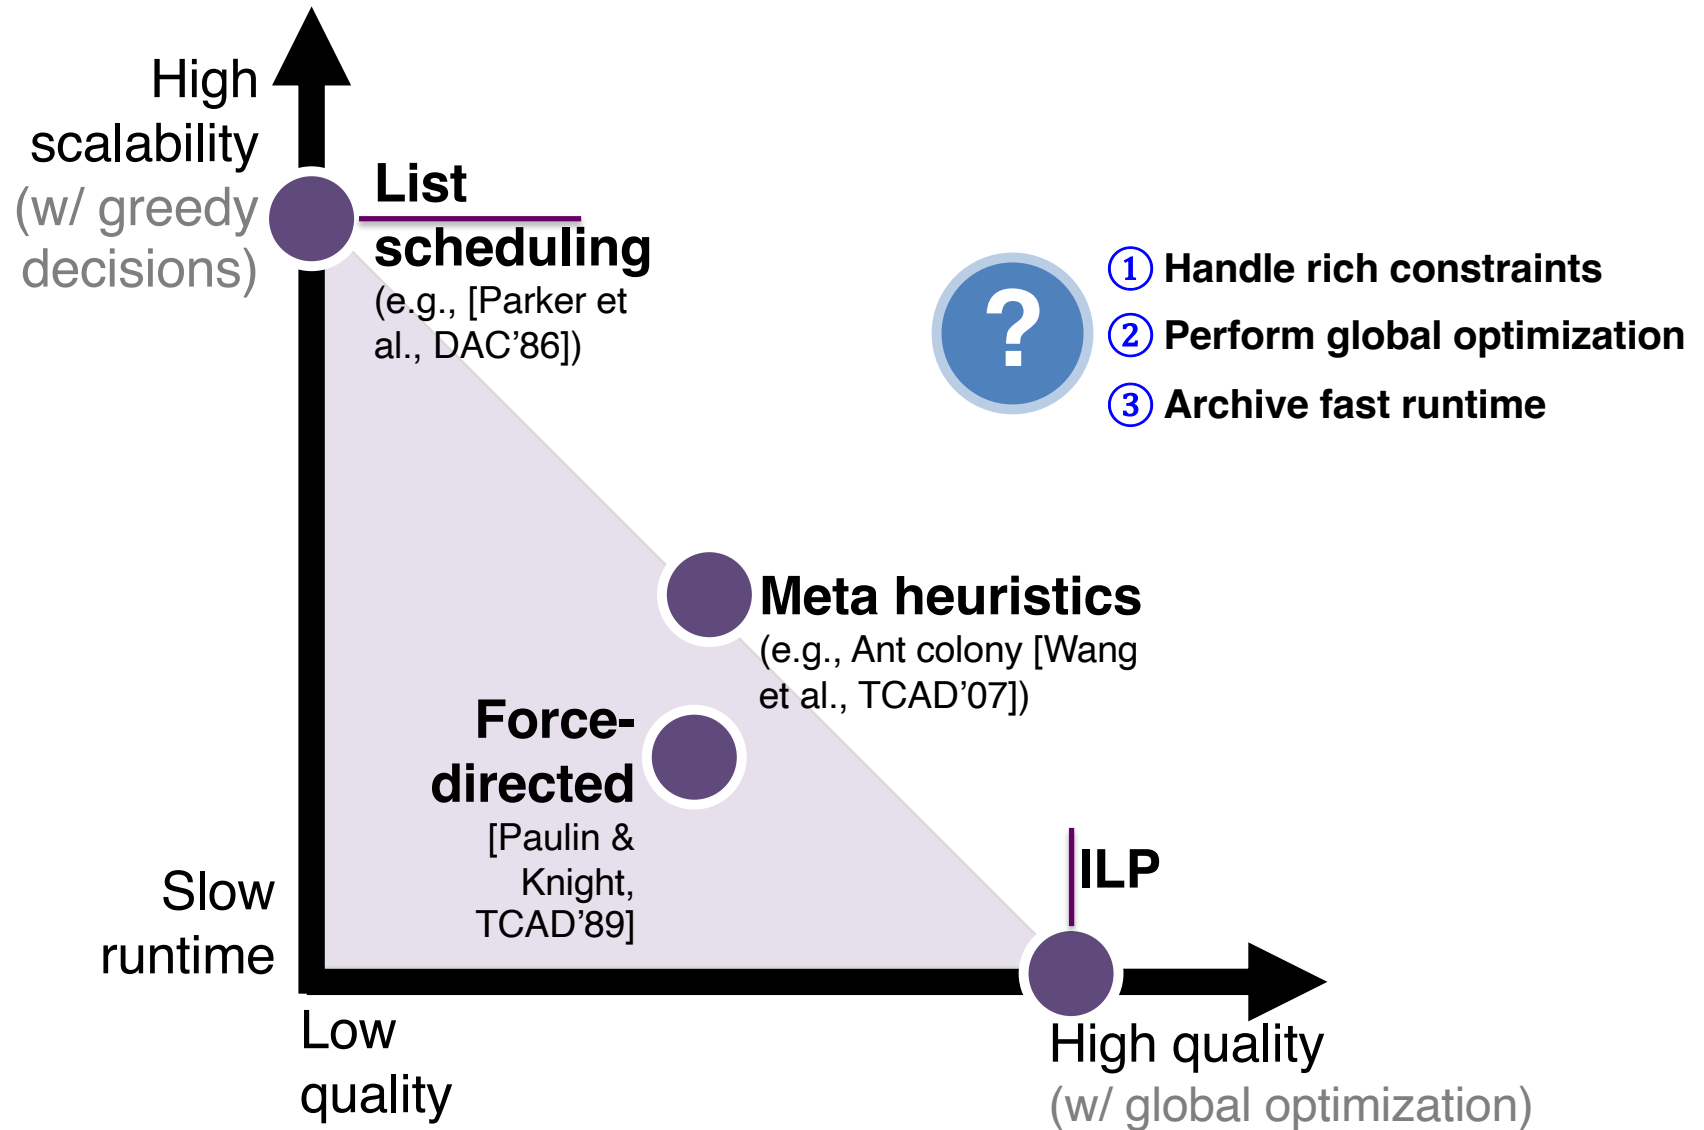 High
scalability
(w/ greedy
decisions)
List
scheduling
(e.g., [Parker et
al., DAC’86])
?
① Handle rich constraints
② Perform global optimization
③ Archive fast runtime
Meta heuristics
(e.g., Ant colony [Wang
et al., TCAD’07])
Force-
directed
[Paulin &
Knight,
TCAD’89]
ILP
Slow
runtime
Low
quality
High quality
(w/ global optimization)